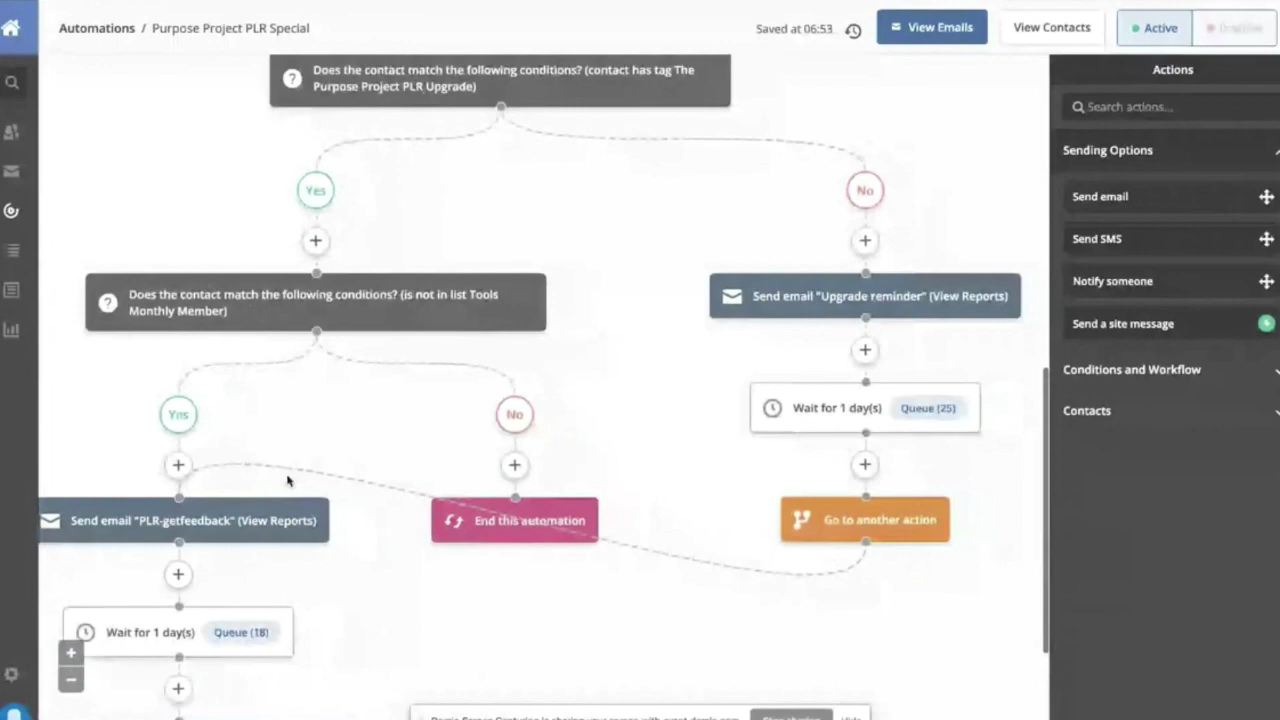 Automations / Purpose Project PLR Special
Saved at 06:53
View Emails
View Contacts
Active
Does the contact match the following conditions? (contact has tag The
Purpose Project PLR Upgrade)
Yes
No
Does the contact match the following conditions? (is not in list Tools
Monthly Member)
Send email "Upgrade reminder" (View Reports)
Wait for 1 day(s) Queue (25)
Yes
No
Send email "PLR-getfeedback" (View Reports)
End this automation
Go to another action
Wait for 1 day(s) Queue (18)
+
−
Actions
Search actions...
Sending Options
Send email
Send SMS
Notify someone
Send a site message
Conditions and Workflow
Contacts